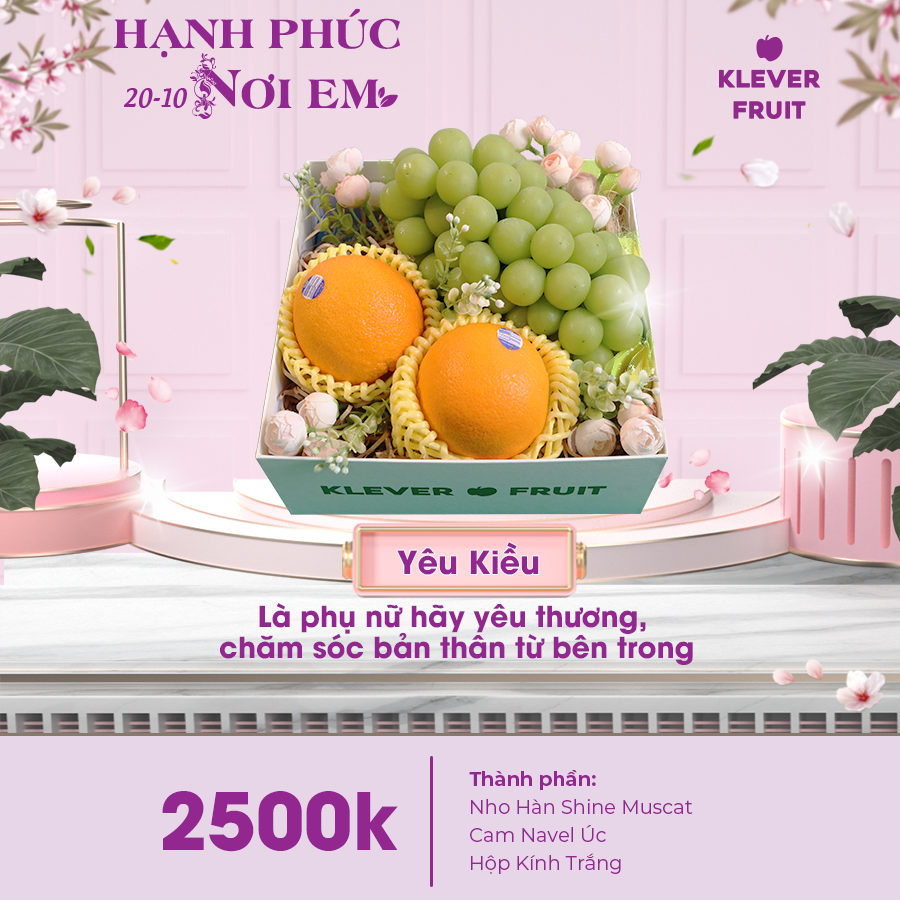 HẠNH PHÚC
20-10 NƠI EM
KLEVER
FRUIT
KLEVER FRUIT
Yêu Kiều
Là phụ nữ hãy yêu thương,
chăm sóc bản thân từ bên trong
2500k
Thành phần:
Nho Hàn Shine Muscat
Cam Navel Úc
Hộp Kính Trắng